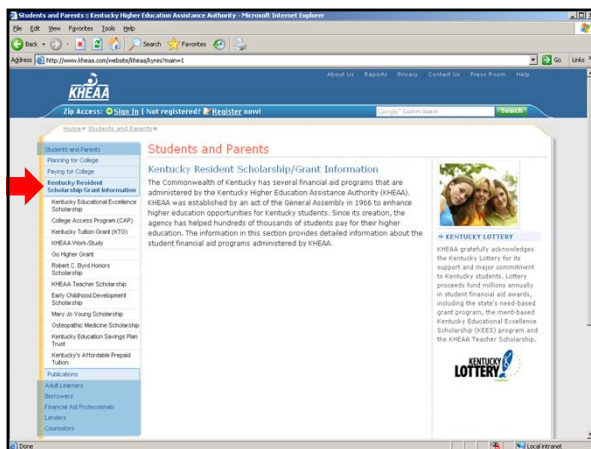 Students and Parents :: Kentucky Higher Education Assistance Authority - Microsoft Internet Explorer
File Edit View Favorites Tools Help
Back Search Favorites
Address http://www.kheaa.com/website/kheaa/kyres?main=1 Go Links
About Us Reports Privacy Contact Us Press Room Help
KHEAA
Zip Access: Sign In | Not registered? Register now! Google Custom Search Search
Home» Students and Parents»
Students and Parents
Planning for College
Paying for College
Kentucky Resident
Scholarship/Grant Information
Kentucky Educational Excellence
Scholarship
College Access Program (CAP)
Kentucky Tuition Grant (KTG)
KHEAA Work-Study
Go Higher Grant
Robert C. Byrd Honors
Scholarship
KHEAA Teacher Scholarship
Early Childhood Development
Scholarship
Mary Jo Young Scholarship
Osteopathic Medicine Scholarship
Kentucky Education Savings Plan
Trust
Kentucky's Affordable Prepaid
Tuition
Publications
Adult Learners
Borrowers
Financial Aid Professionals
Lenders
Counselors
Students and Parents
Kentucky Resident Scholarship/Grant Information
The Commonwealth of Kentucky has several financial aid programs that are
administered by the Kentucky Higher Education Assistance Authority (KHEAA).
KHEAA was established by an act of the General Assembly in 1966 to enhance
higher education opportunities for Kentucky students. Since its creation, the
agency has helped hundreds of thousands of students pay for their higher
education. The information in this section provides detailed information about the
student financial aid programs administered by KHEAA.
KENTUCKY LOTTERY
KHEAA gratefully acknowledges
the Kentucky Lottery for its
support and major commitment
to Kentucky students. Lottery
proceeds fund millions annually
in student financial aid awards,
including the state's need-based
grant program, the merit-based
Kentucky Educational Excellence
Scholarship (KEES) program and
the KHEAA Teacher Scholarship.
KENTUCKY
LOTTERY
Done Local intranet